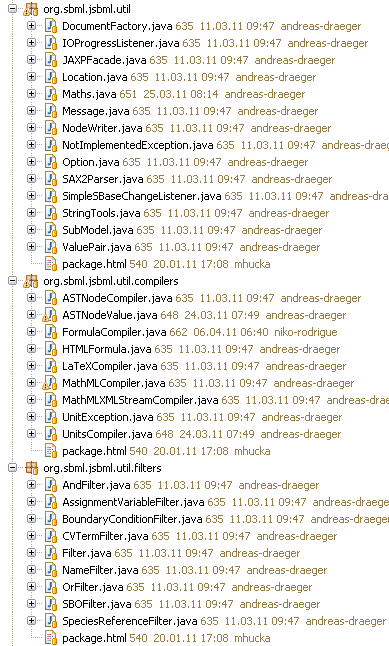 org.sbml.jsbml.util
DocumentFactory.java 635 11.03.11 09:47 andreas-draeger
IOProgressListener.java 635 11.03.11 09:47 andreas-draeger
JAXPFacade.java 635 11.03.11 09:47 andreas-draeger
Location.java 635 11.03.11 09:47 andreas-draeger
Maths.java 651 25.03.11 08:14 andreas-draeger
Message.java 635 11.03.11 09:47 andreas-draeger
NodeWriter.java 635 11.03.11 09:47 andreas-draeger
NotImplementedException.java 635 11.03.11 09:47 andreas-draeg
Option.java 635 11.03.11 09:47 andreas-draeger
SAX2Parser.java 635 11.03.11 09:47 andreas-draeger
SimpleSBaseChangeListener.java 635 11.03.11 09:47 andreas-drae
StringTools.java 635 11.03.11 09:47 andreas-draeger
SubModel.java 635 11.03.11 09:47 andreas-draeger
ValuePair.java 635 11.03.11 09:47 andreas-draeger
package.html 540 20.01.11 17:08 mhucka
org.sbml.jsbml.util.compilers
ASTNodeCompiler.java 635 11.03.11 09:47 andreas-draeger
ASTNodeValue.java 648 24.03.11 07:49 andreas-draeger
FormulaCompiler.java 662 06.04.11 06:40 niko-rodrigue
HTMLFormula.java 635 11.03.11 09:47 andreas-draeger
LaTeXCompiler.java 635 11.03.11 09:47 andreas-draeger
MathMLCompiler.java 635 11.03.11 09:47 andreas-draeger
MathMLXMLStreamCompiler.java 635 11.03.11 09:47 andreas-draeg
UnitException.java 635 11.03.11 09:47 andreas-draeger
UnitsCompiler.java 648 24.03.11 07:49 andreas-draeger
package.html 540 20.01.11 17:08 mhucka
org.sbml.jsbml.util.filters
AndFilter.java 635 11.03.11 09:47 andreas-draeger
AssignmentVariableFilter.java 635 11.03.11 09:47 andreas-draeger
BoundaryConditionFilter.java 635 11.03.11 09:47 andreas-draeger
CVTermFilter.java 635 11.03.11 09:47 andreas-draeger
Filter.java 635 11.03.11 09:47 andreas-draeger
NameFilter.java 635 11.03.11 09:47 andreas-draeger
OrFilter.java 635 11.03.11 09:47 andreas-draeger
SBOFilter.java 635 11.03.11 09:47 andreas-draeger
SpeciesReferenceFilter.java 635 11.03.11 09:47 andreas-draeger
package.html 540 20.01.11 17:08 mhucka